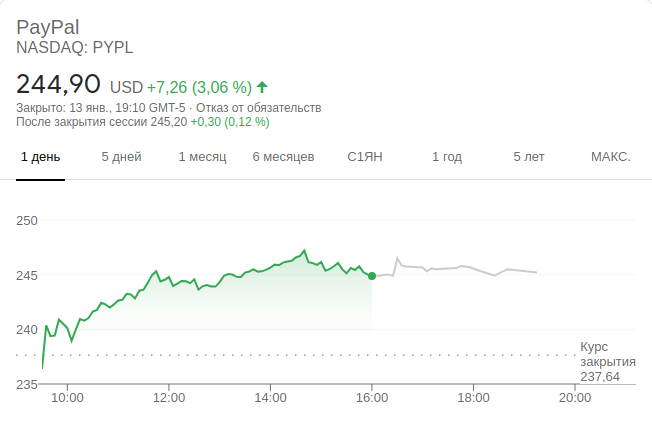 PayPal
NASDAQ: PYPL
244,90 USD +7,26 (3,06 %)
Закрыто: 13 янв., 19:10 GMT-5 · Отказ от обязательств
После закрытия сессии 245,20 +0,30 (0,12 %)
1 день 5 дней 1 месяц 6 месяцев С1ЯН 1 год 5 лет МАКС.
250
245
240
Курс
закрытия
237,64
235
10:00 12:00 14:00 16:00 18:00 20:00